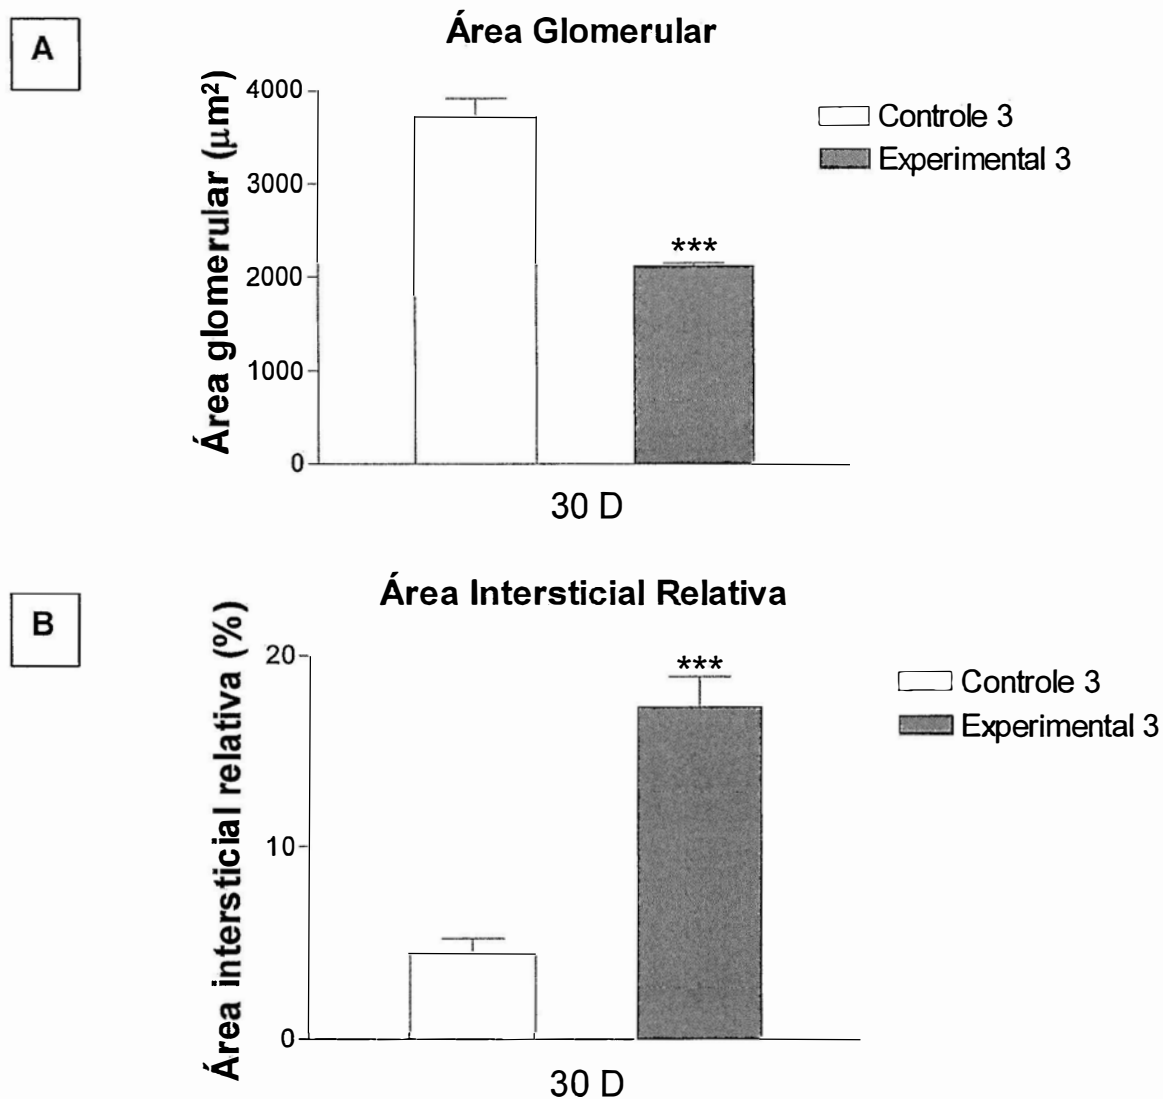 A
Área Glomerular
Área glomerular (µm²)
4000
3000
2000
1000
0
***
Controle 3
Experimental 3
30 D
B
Área Intersticial Relativa
Área intersticial relativa (%)
20
10
0
***
Controle 3
Experimental 3
30 D